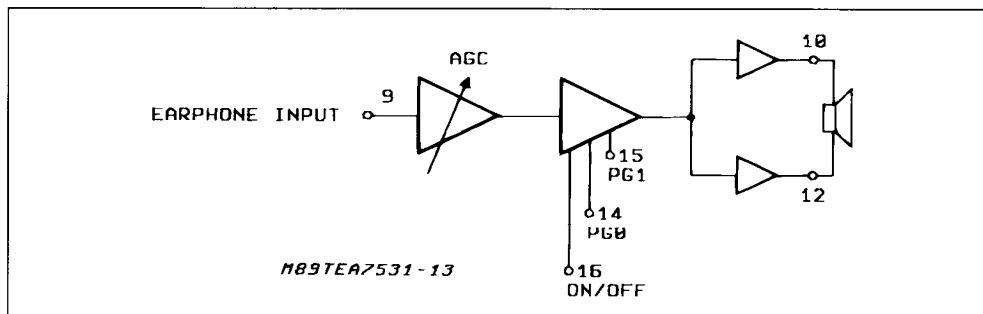 AGC
10
9
EARPHONE INPUT
15
PG1
12
14
PG0
M89TEA7531-13
16
ON/OFF